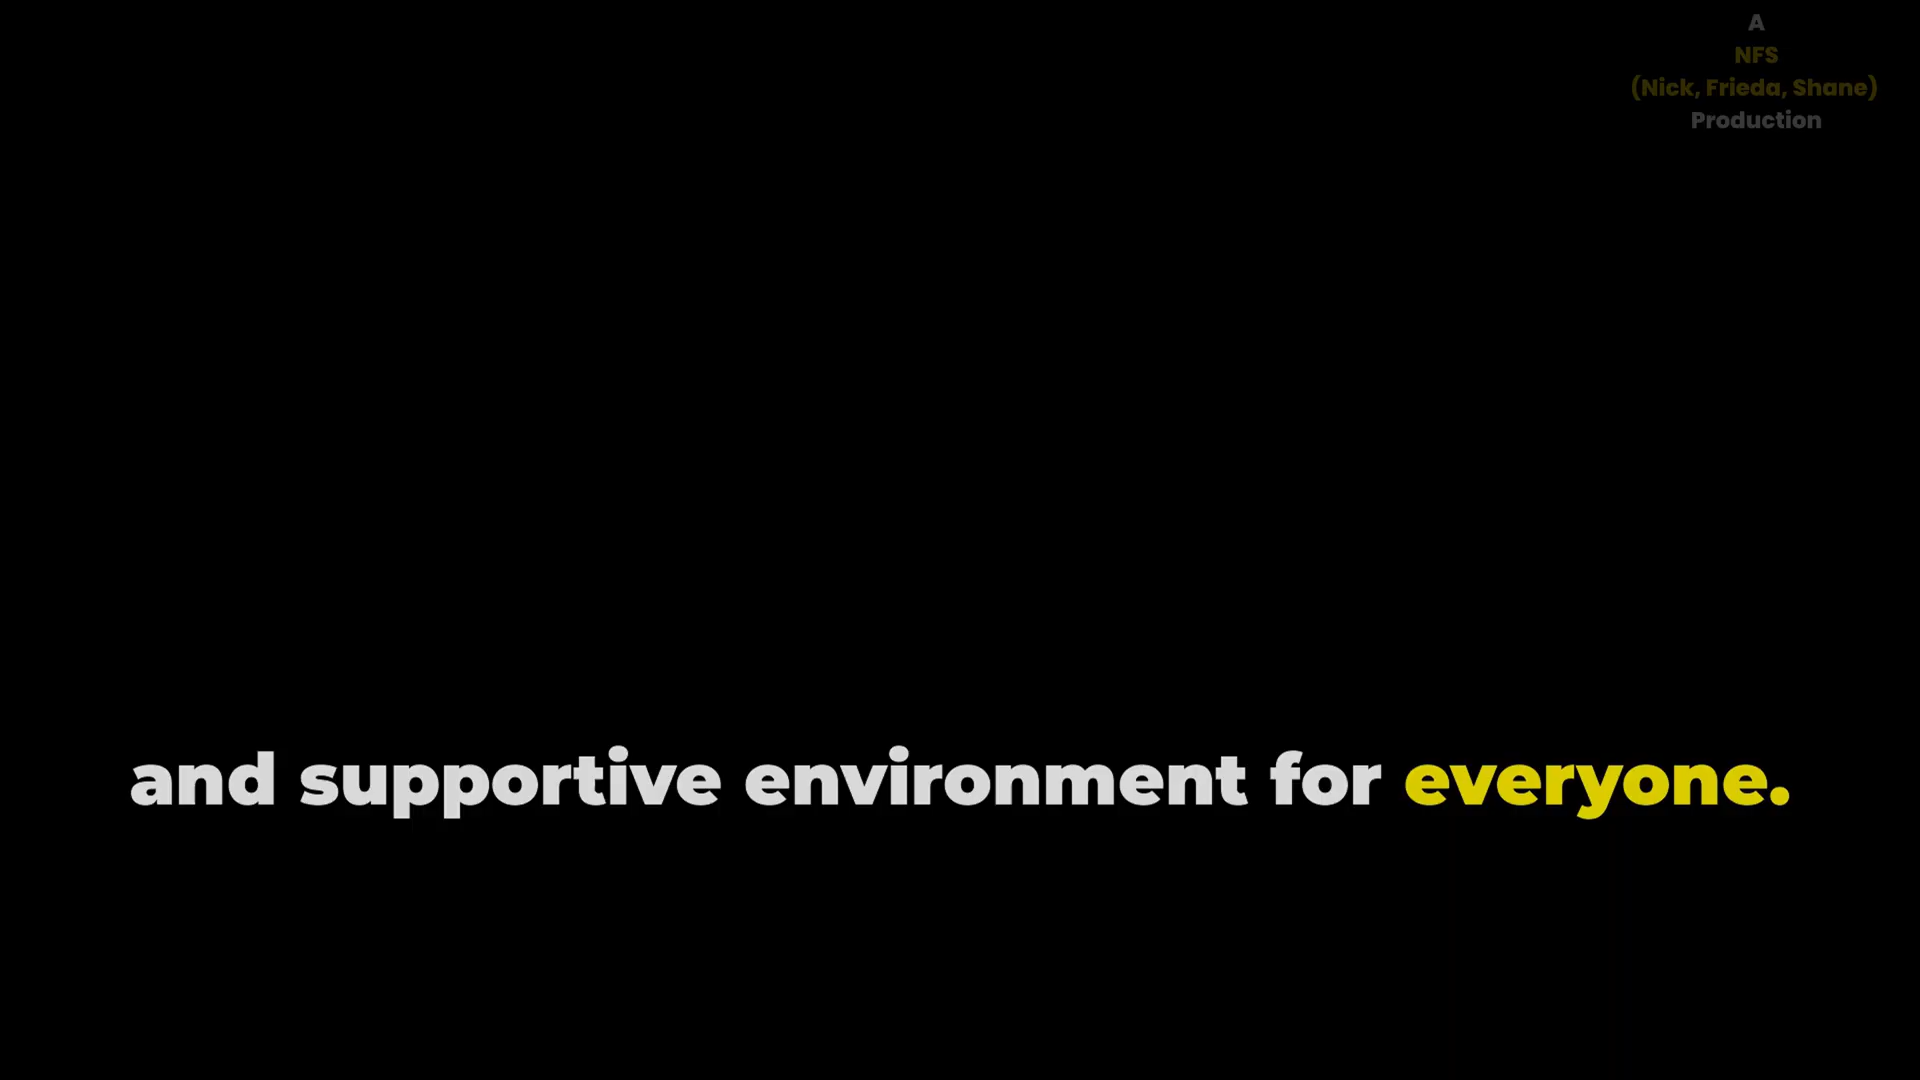 A
NFS
(Nick, Frieda, Shane)
Production
and supportive environment for everyone.